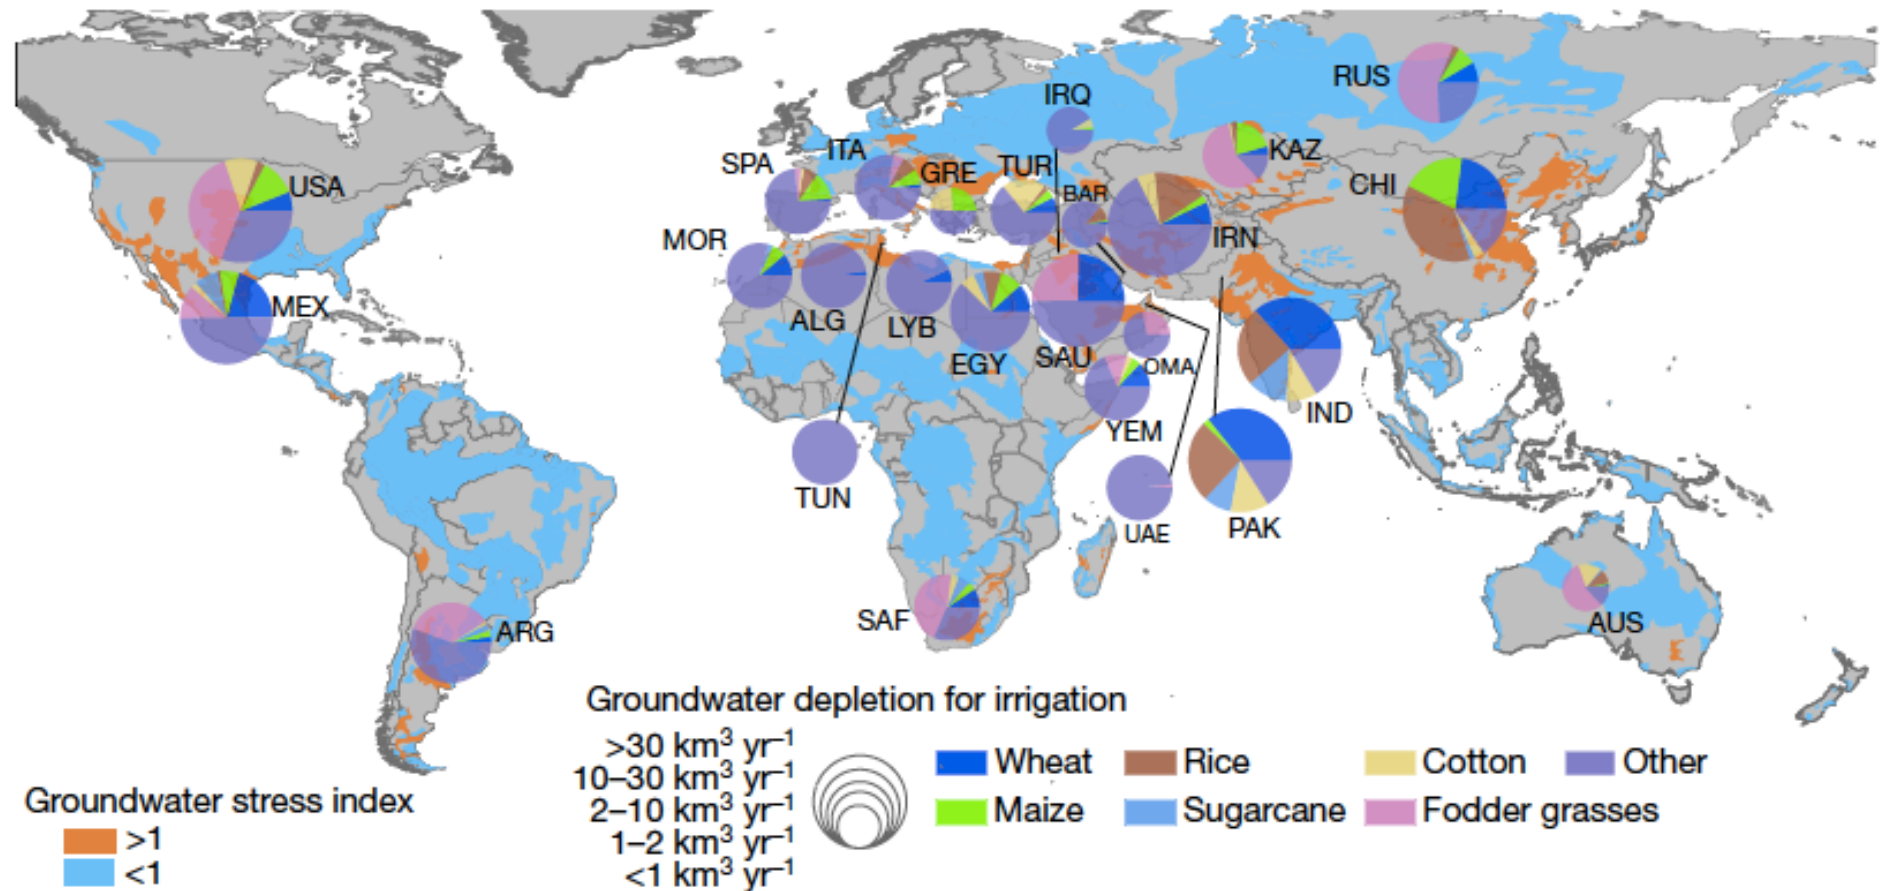 RUS
IRQ
SPA
ITA
GRE
TUR
KAZ
BAR
CHI
USA
MOR
IRN
MEX
ALG
LYB
EGY
SAU
OMA
IND
YEM
TUN
UAE
PAK
SAF
ARG
AUS
Groundwater depletion for irrigation
>30 km³ yr⁻¹
10–30 km³ yr⁻¹
2–10 km³ yr⁻¹
1–2 km³ yr⁻¹
<1 km³ yr⁻¹
Wheat Rice Cotton Other
Maize Sugarcane Fodder grasses
Groundwater stress index
>1
<1